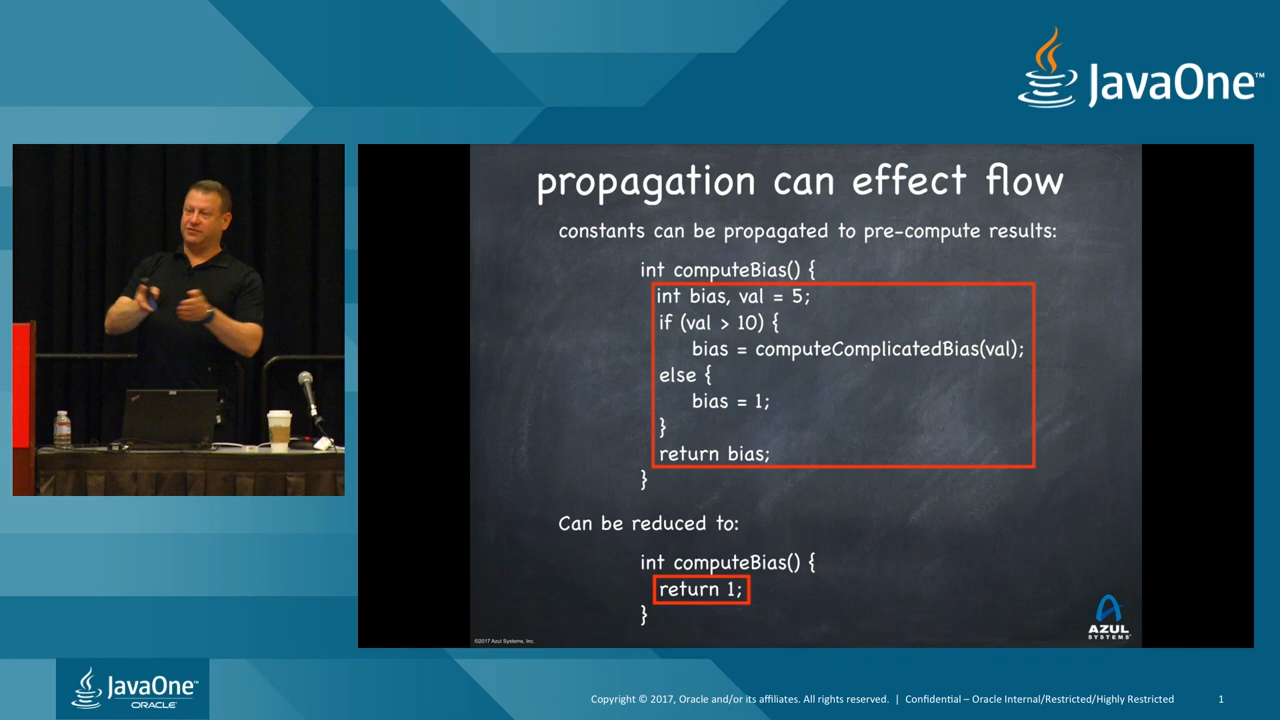 JavaOne™
propagation can effect flow
constants can be propagated to pre-compute results:
int computeBias() {
int bias, val = 5;
if (val > 10) {
bias = computeComplicatedBias(val);
else {
bias = 1;
}
return bias;
}
Can be reduced to:
int computeBias() {
return 1;
}
©2017 Azul Systems, Inc.
AZUL
SYSTEMS
JavaOne™
ORACLE
Copyright © 2017, Oracle and/or its affiliates. All rights reserved. | Confidential – Oracle Internal/Restricted/Highly Restricted 1